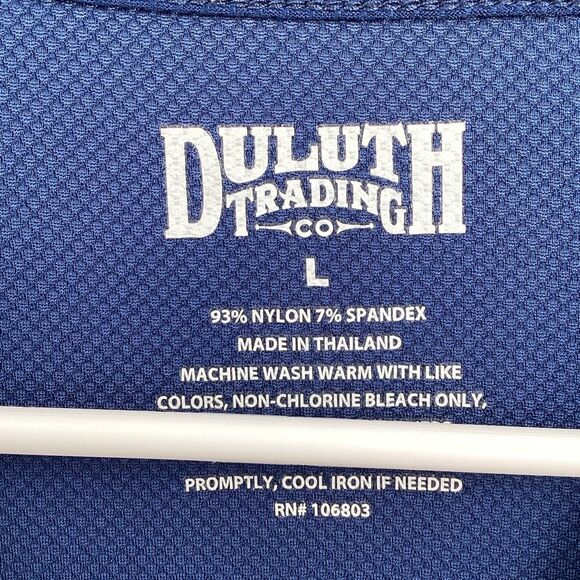 DULUTH
TRADING
CO
L
93% NYLON 7% SPANDEX
MADE IN THAILAND
MACHINE WASH WARM WITH LIKE
COLORS, NON-CHLORINE BLEACH ONLY,
PROMPTLY, COOL IRON IF NEEDED
RN# 106803